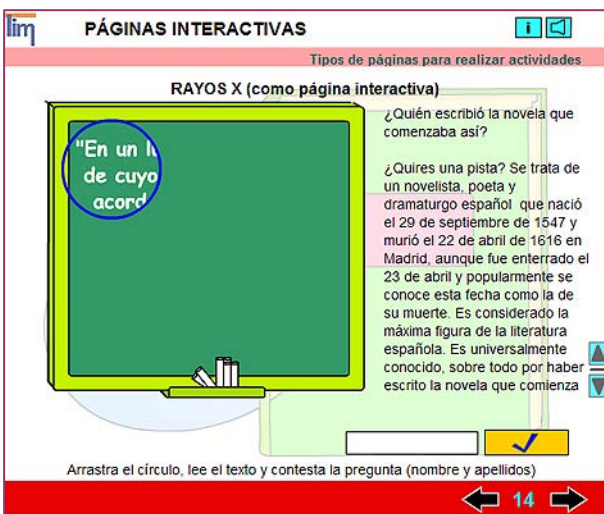 lim
PÁGINAS INTERACTIVAS
i
Tipos de páginas para realizar actividades
RAYOS X (como página interactiva)
"En un lu
de cuyo
acord
¿Quién escribió la novela que
comenzaba así?
¿Quires una pista? Se trata de
un novelista, poeta y
dramaturgo español que nació
el 29 de septiembre de 1547 y
murió el 22 de abril de 1616 en
Madrid, aunque fue enterrado el
23 de abril y popularmente se
conoce esta fecha como la de
su muerte. Es considerado la
máxima figura de la literatura
española. Es universalmente
conocido, sobre todo por haber
escrito la novela que comienza
Arrastra el círculo, lee el texto y contesta la pregunta (nombre y apellidos)
14